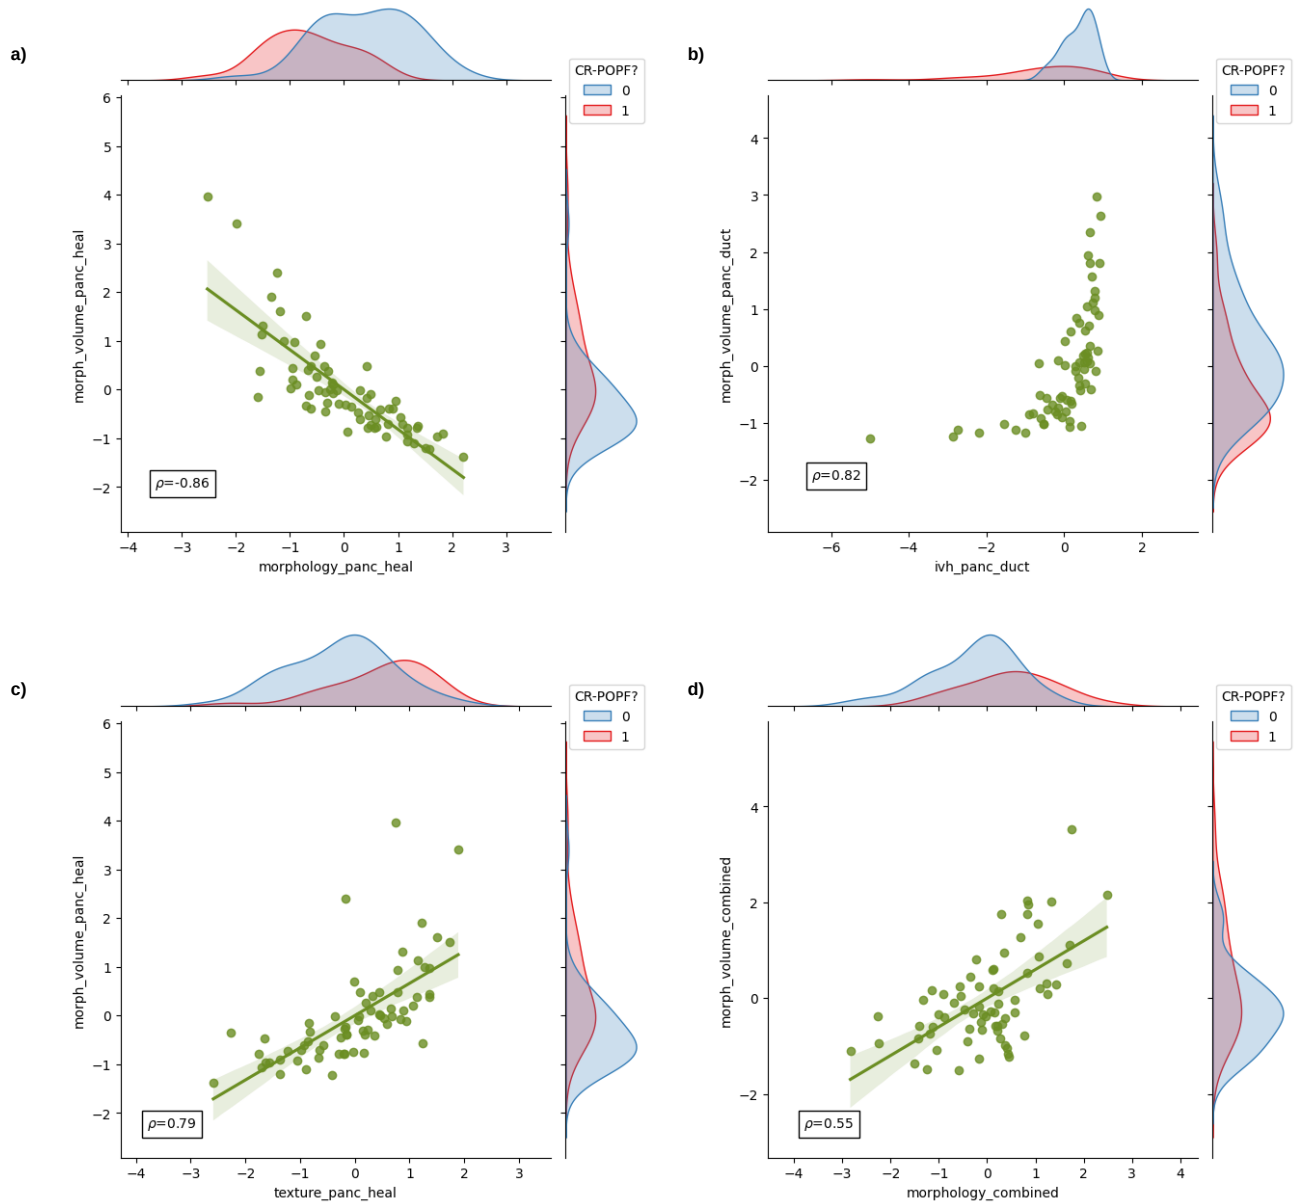 a)
CR-POPF?
0
1
6
5
4
3
2
1
0
−1
−2
morph_volume_panc_heal
ρ=-0.86
−4 −3 −2 −1 0 1 2 3
morphology_panc_heal
b)
CR-POPF?
0
1
4
3
2
1
0
−1
−2
morph_volume_panc_duct
ρ=0.82
−6 −4 −2 0 2
ivh_panc_duct
c)
CR-POPF?
0
1
6
5
4
3
2
1
0
−1
−2
morph_volume_panc_heal
ρ=0.79
−4 −3 −2 −1 0 1 2 3
texture_panc_heal
d)
CR-POPF?
0
1
4
2
0
−2
morph_volume_combined
ρ=0.55
−4 −3 −2 −1 0 1 2 3 4
morphology_combined